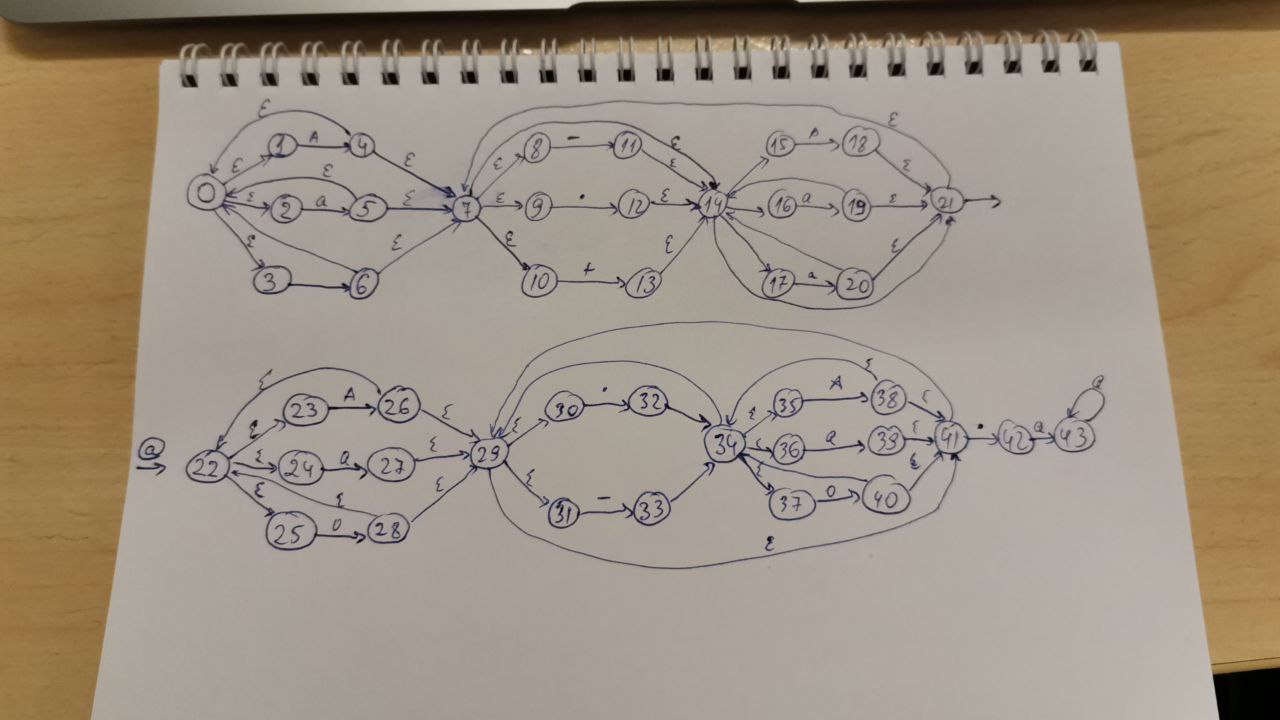 ε ε
ε 1 A 4 ε ε 8 - 11 ε ε 15 A 18 ε
0 ε 2 a 5 ε ε 7 ε 9 . 12 ε 14 16 a 19 ε 21
ε 3 6 ε ε 10 + 13 ε 17 a 20 ε
ε ε
ε 23 A 26 ε ε 30 . 32 ε 35 A 38 ε
@ 22 ε 24 a 27 ε 29 34 ε 36 a 39 ε 41 . 42 a 43 a
ε 25 0 28 ε ε ε 31 - 33 ε 37 0 40 ε
ε